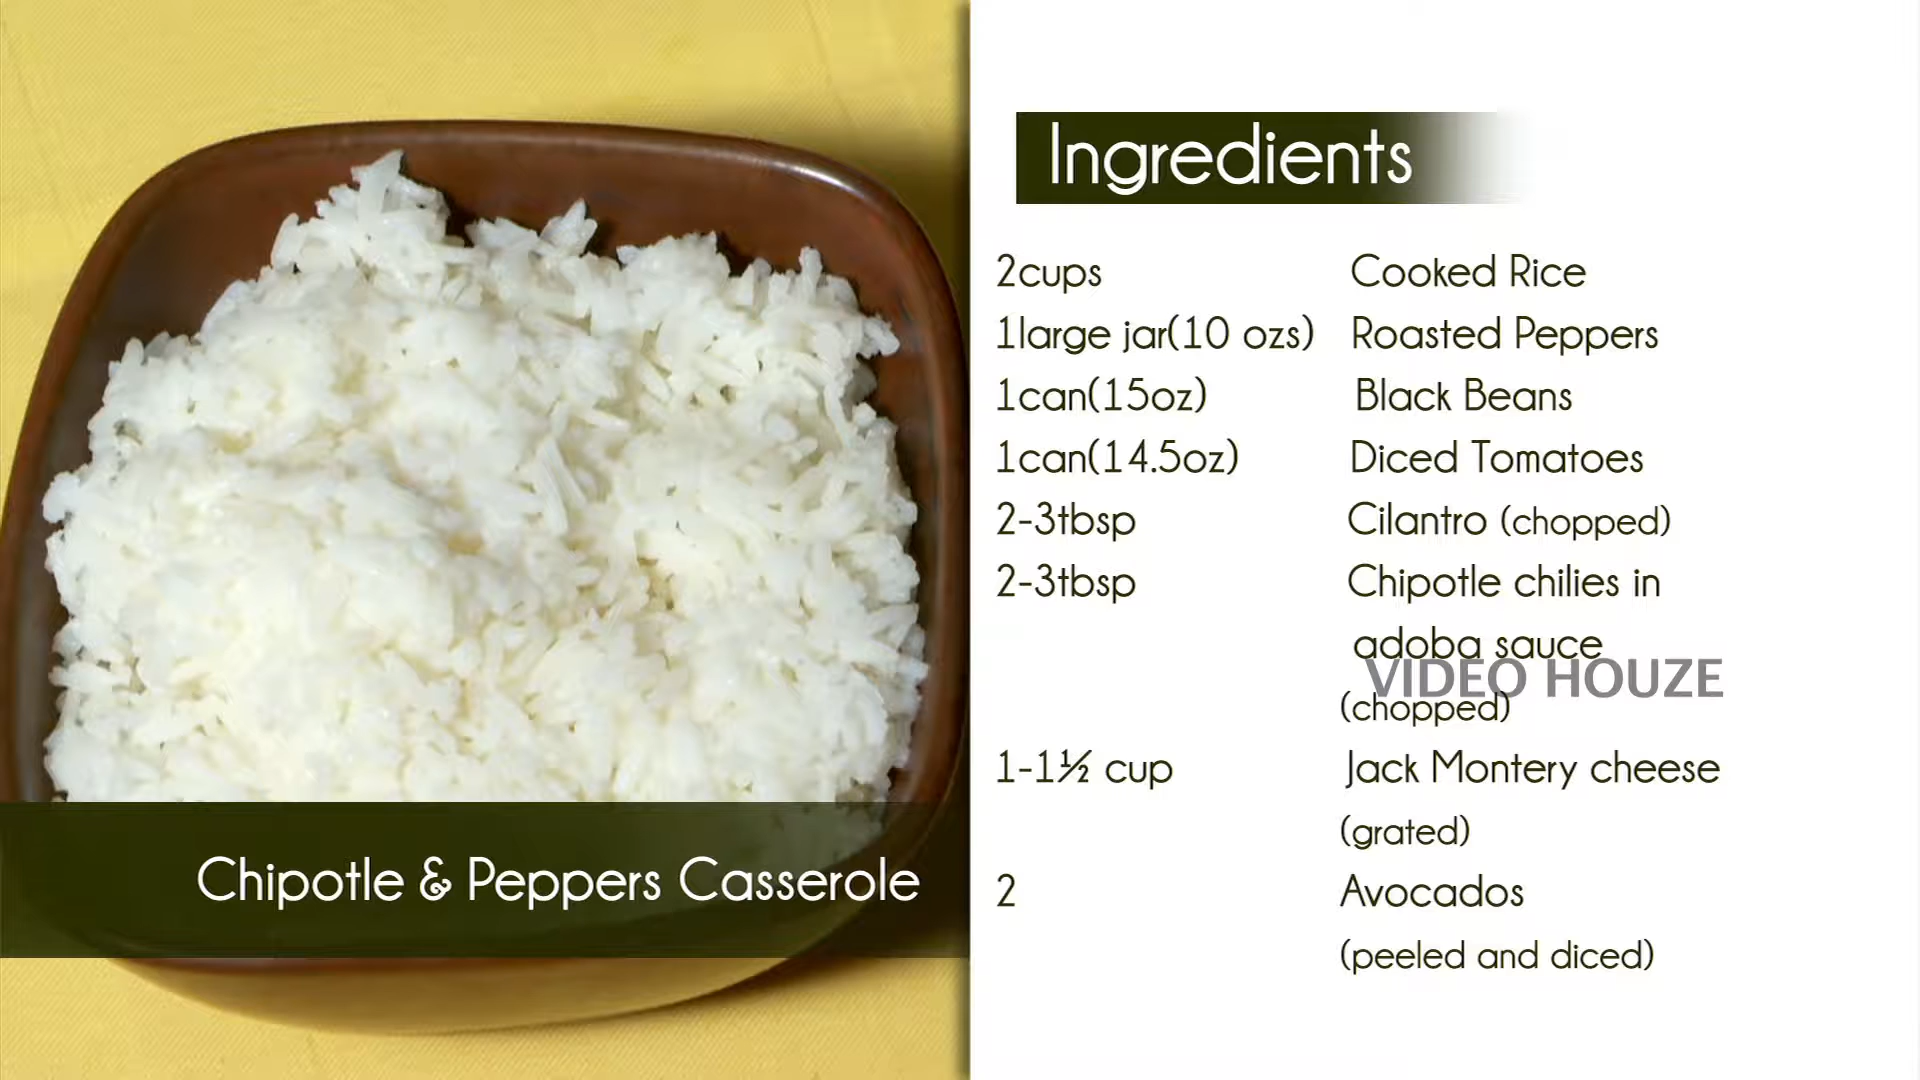 Ingredients
2cups Cooked Rice
1large jar(10 ozs) Roasted Peppers
1can(15oz) Black Beans
1can(14.5oz) Diced Tomatoes
2-3tbsp Cilantro (chopped)
2-3tbsp Chipotle chilies in
adoba sauce
VIDEO HOUZE
(chopped)
1-1½ cup Jack Montery cheese
(grated)
2 Avocados
(peeled and diced)
Chipotle & Peppers Casserole